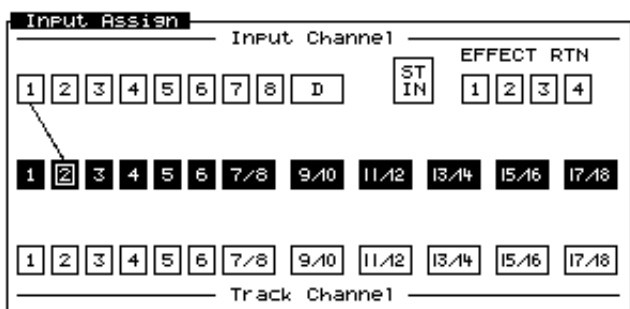 Input Assign
Input Channel
EFFECT RTN
1 2 3 4 5 6 7 8 D ST IN 1 2 3 4
1 2 3 4 5 6 7/8 9/10 11/12 13/14 15/16 17/18
1 2 3 4 5 6 7/8 9/10 11/12 13/14 15/16 17/18
Track Channel